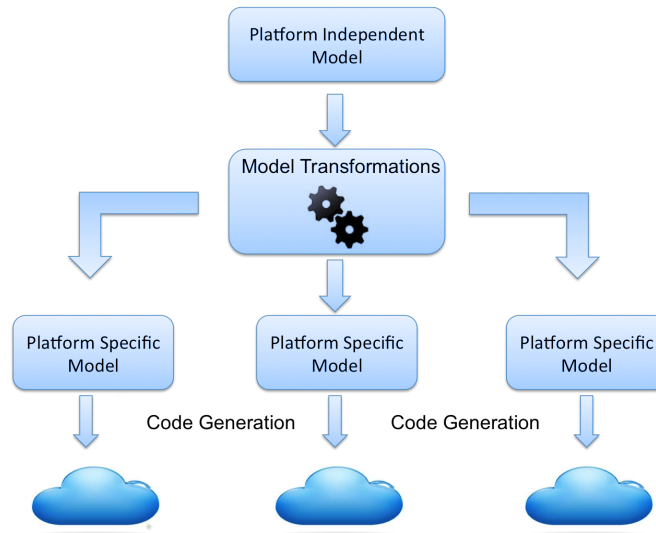 Platform Independent
Model
Model Transformations
Platform Specific
Model
Platform Specific
Model
Platform Specific
Model
Code Generation
Code Generation